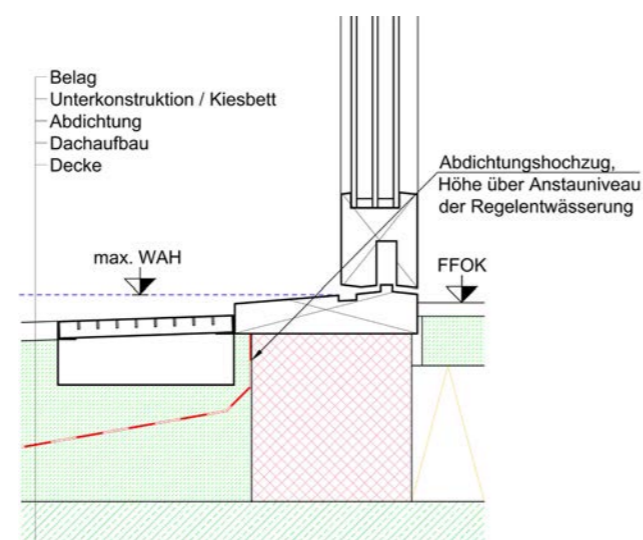 Belag
Unterkonstruktion / Kiesbett
Abdichtung
Dachaufbau
Decke
Abdichtungshochzug,
Höhe über Anstauniveau
der Regelentwässerung
max. WAH
FFOK